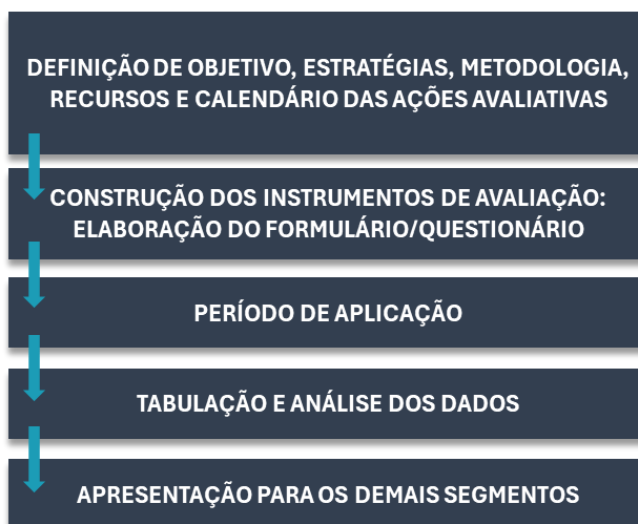 DEFINIÇÃO DE OBJETIVO, ESTRATÉGIAS, METODOLOGIA,
RECURSOS E CALENDÁRIO DAS AÇÕES AVALIATIVAS
CONSTRUÇÃO DOS INSTRUMENTOS DE AVALIAÇÃO:
ELABORAÇÃO DO FORMULÁRIO/QUESTIONÁRIO
PERÍODO DE APLICAÇÃO
TABULAÇÃO E ANÁLISE DOS DADOS
APRESENTAÇÃO PARA OS DEMAIS SEGMENTOS